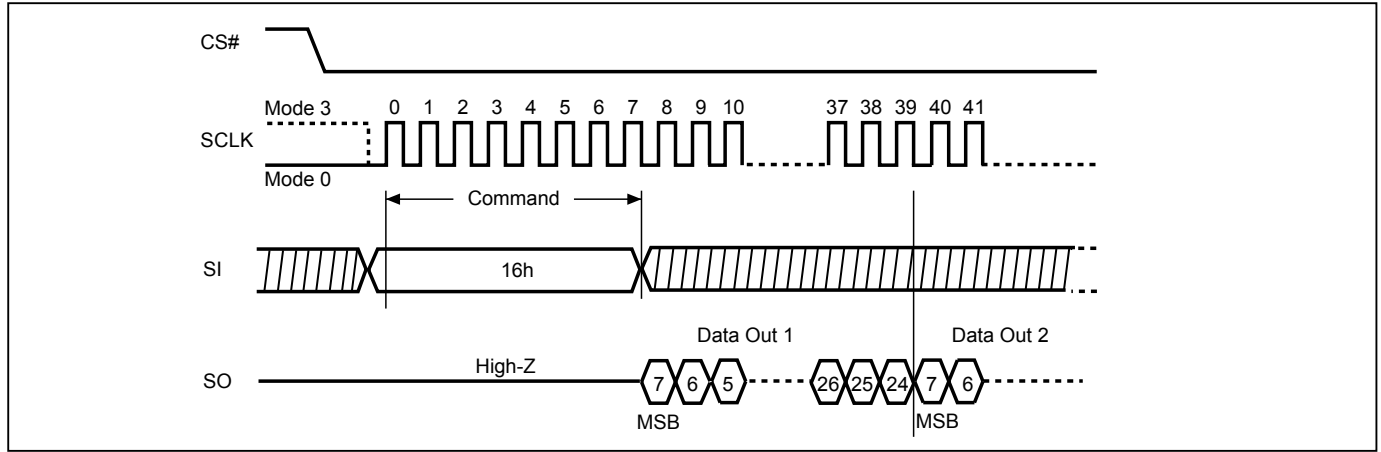 CS#
Mode 3 0 1 2 3 4 5 6 7 8 9 10 37 38 39 40 41
SCLK
Mode 0
Command
SI 16h
Data Out 1 Data Out 2
High-Z
SO 7 6 5 26 25 24 7 6
MSB MSB